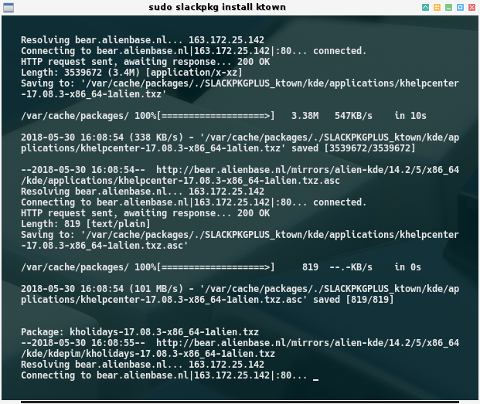 sudo slackpkg install ktown
Resolving bear.alienbase.nl... 163.172.25.142
Connecting to bear.alienbase.nl|163.172.25.142|:80... connected.
HTTP request sent, awaiting response... 200 OK
Length: 3539672 (3.4M) [application/x-xz]
Saving to: '/var/cache/packages/./SLACKPKGPLUS_ktown/kde/applications/khelpcenter
-17.08.3-x86_64-1alien.txz'
/var/cache/packages/ 100%[===================>]   3.38M   547KB/s    in 10s
2018-05-30 16:08:54 (338 KB/s) - '/var/cache/packages/./SLACKPKGPLUS_ktown/kde/ap
plications/khelpcenter-17.08.3-x86_64-1alien.txz' saved [3539672/3539672]
--2018-05-30 16:08:54--  http://bear.alienbase.nl/mirrors/alien-kde/14.2/5/x86_64
/kde/applications/khelpcenter-17.08.3-x86_64-1alien.txz.asc
Resolving bear.alienbase.nl... 163.172.25.142
Connecting to bear.alienbase.nl|163.172.25.142|:80... connected.
HTTP request sent, awaiting response... 200 OK
Length: 819 [text/plain]
Saving to: '/var/cache/packages/./SLACKPKGPLUS_ktown/kde/applications/khelpcenter
-17.08.3-x86_64-1alien.txz.asc'
/var/cache/packages/ 100%[===================>]     819  --.-KB/s    in 0s
2018-05-30 16:08:54 (101 MB/s) - '/var/cache/packages/./SLACKPKGPLUS_ktown/kde/ap
plications/khelpcenter-17.08.3-x86_64-1alien.txz.asc' saved [819/819]
Package: kholidays-17.08.3-x86_64-1alien.txz
--2018-05-30 16:08:55--  http://bear.alienbase.nl/mirrors/alien-kde/14.2/5/x86_64
/kde/kdepim/kholidays-17.08.3-x86_64-1alien.txz
Resolving bear.alienbase.nl... 163.172.25.142
Connecting to bear.alienbase.nl|163.172.25.142|:80... _